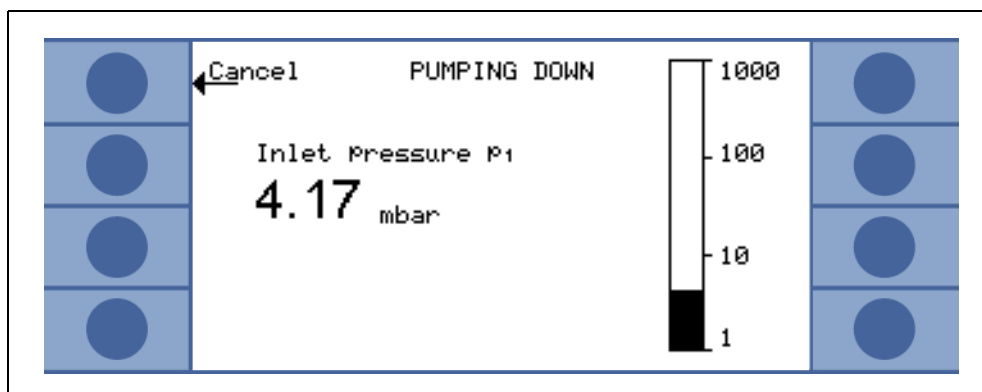 Cancel PUMPING DOWN
1000
100
Inlet pressure p1
4.17 mbar
10
1